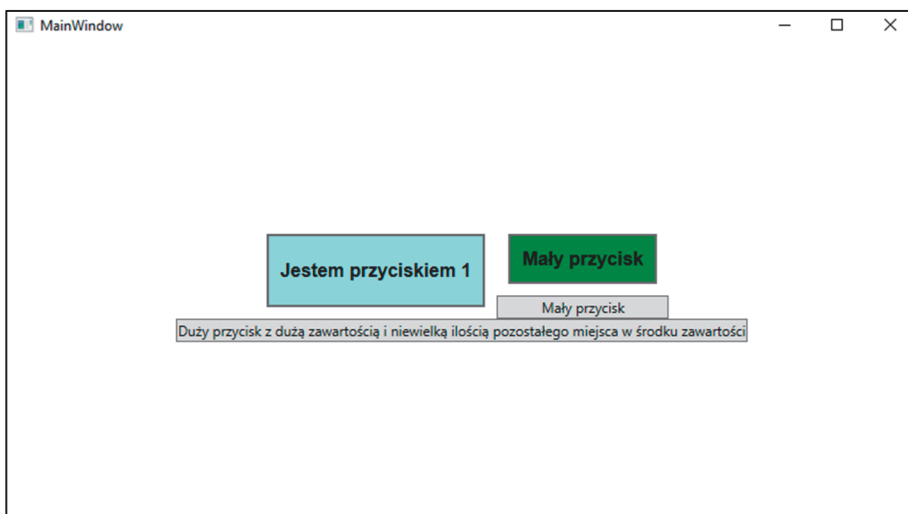 MainWindow
Jestem przyciskiem 1
Mały przycisk
Mały przycisk
Duży przycisk z dużą zawartością i niewielką ilością pozostałego miejsca w środku zawartości